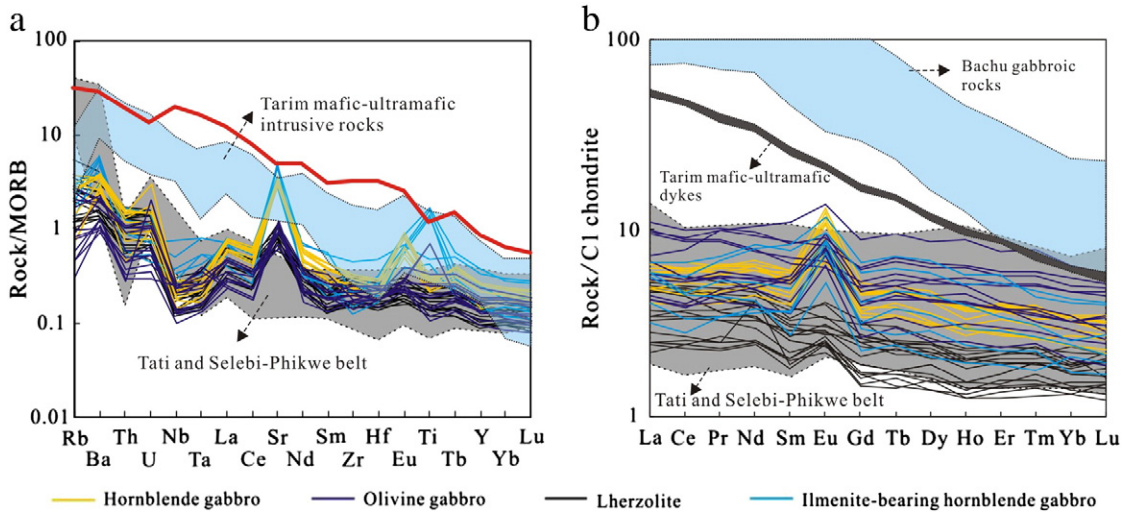 a
b
100
10
1
0.1
0.01
Rock/MORB
Tarim mafic-ultramafic
intrusive rocks
Tati and Selebi-Phikwe belt
Rb Th Nb La Sr Sm Hf Ti Y Lu
Ba U Ta Ce Nd Zr Eu Tb Yb
100
10
1
Rock/C1 chondrite
Bachu gabbroic
rocks
Tarim mafic-ultramafic
dykes
Tati and Selebi-Phikwe belt
La Ce Pr Nd Sm Eu Gd Tb Dy Ho Er Tm Yb Lu
Hornblende gabbro Olivine gabbro Lherzolite Ilmenite-bearing hornblende gabbro